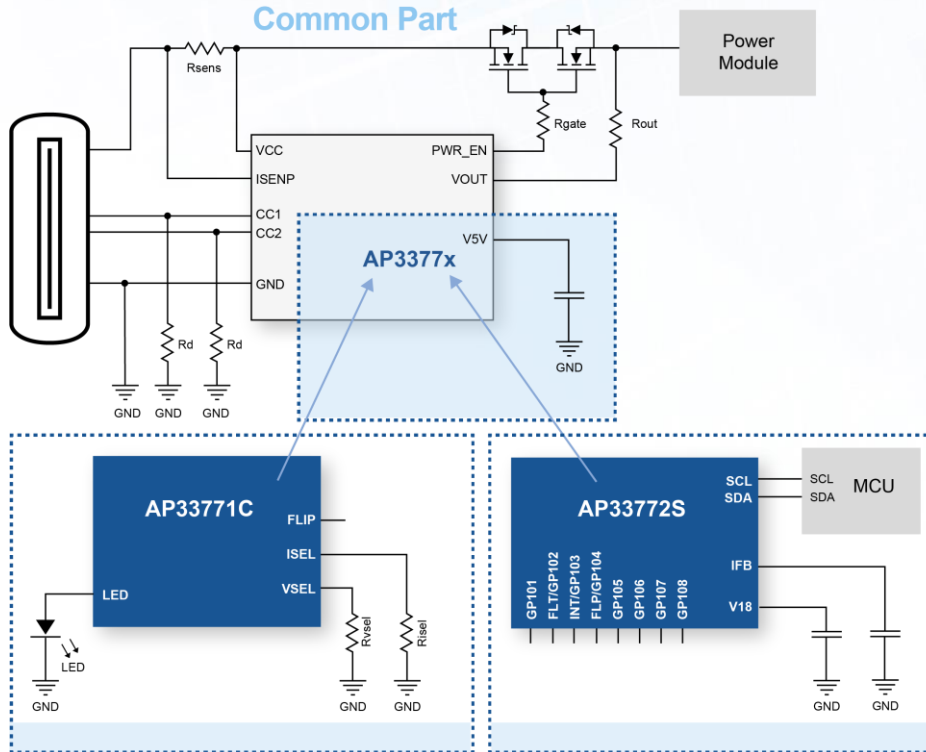 Common Part
Rsens
Power
Module
Rgate
Rout
VCC
PWR_EN
ISENP
VOUT
CC1
CC2
V5V
AP3377x
GND
Rd
Rd
GND
GND
GND
GND
AP33771C
FLIP
ISEL
VSEL
LED
Rvsel
Risel
LED
GND
GND
GND
AP33772S
SCL
SDA
SCL
SDA
MCU
IFB
V18
GP101
FLT/GP102
INT/GP103
FLP/GP104
GP105
GP106
GP107
GP108
GND
GND